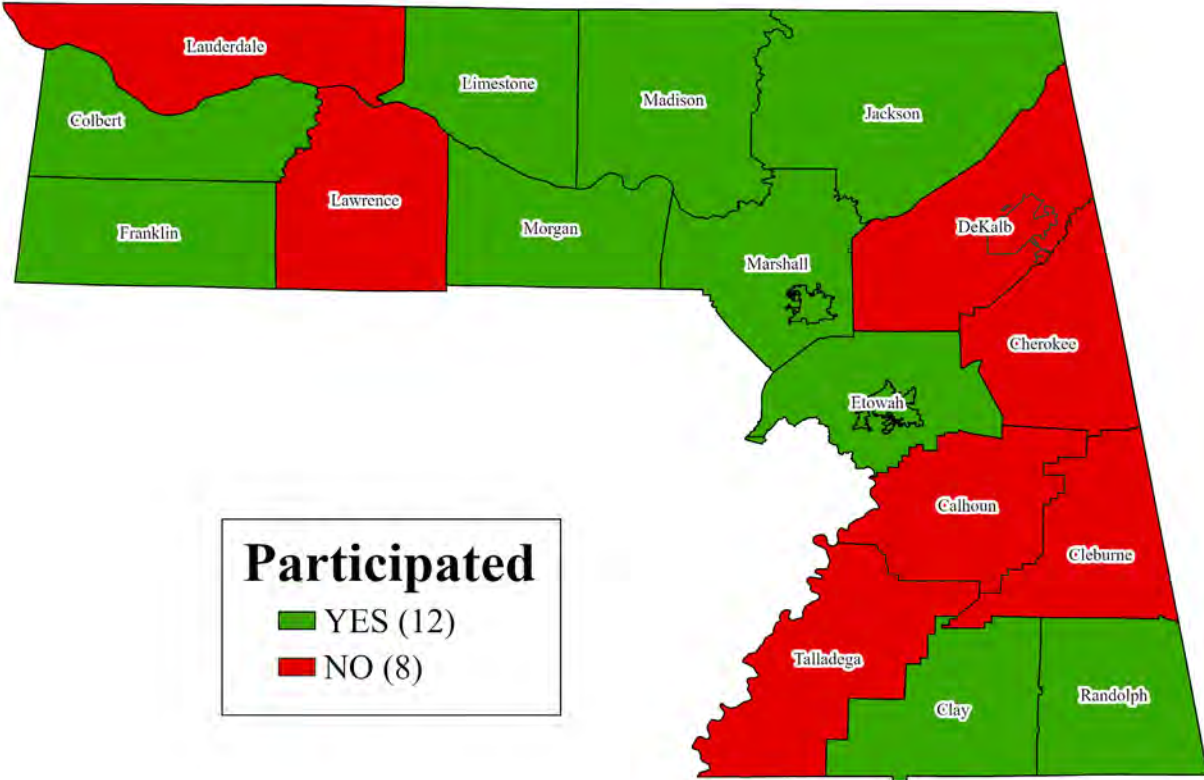 Lauderdale
Limestone
Madison
Jackson
Colbert
Lawrence
Franklin
Morgan
DeKalb
Marshall
Cherokee
Etowah
Calhoun
Cleburne
Talladega
Clay
Randolph
Participated
YES (12)
NO (8)